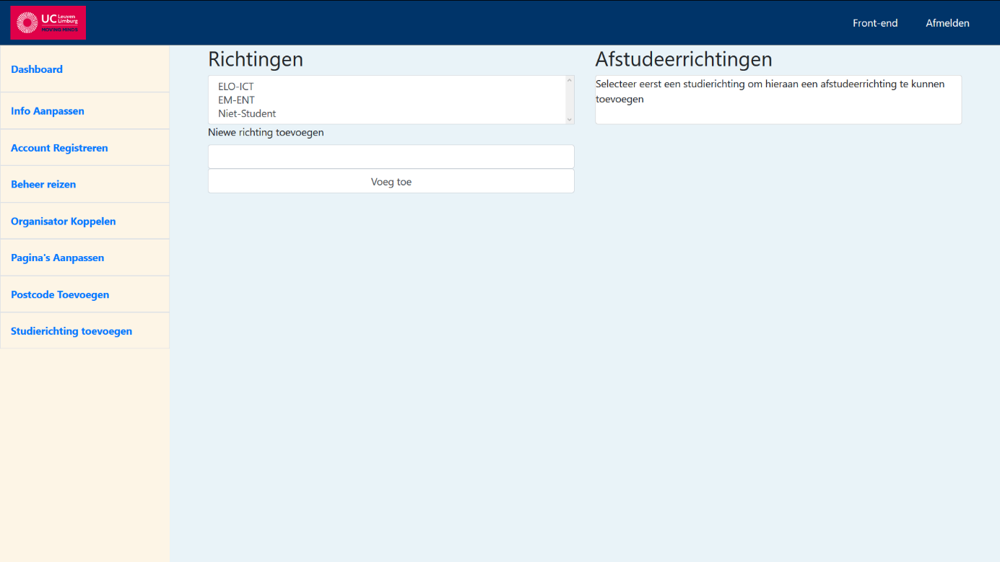 UC Leuven Limburg
MOVING MINDS
Front-end
Afmelden
Dashboard
Info Aanpassen
Account Registreren
Beheer reizen
Organisator Koppelen
Pagina's Aanpassen
Postcode Toevoegen
Studierichting toevoegen
Richtingen
ELO-ICT
EM-ENT
Niet-Student
Niewe richting toevoegen
Voeg toe
Afstudeerrichtingen
Selecteer eerst een studierichting om hieraan een afstudeerrichting te kunnen
toevoegen